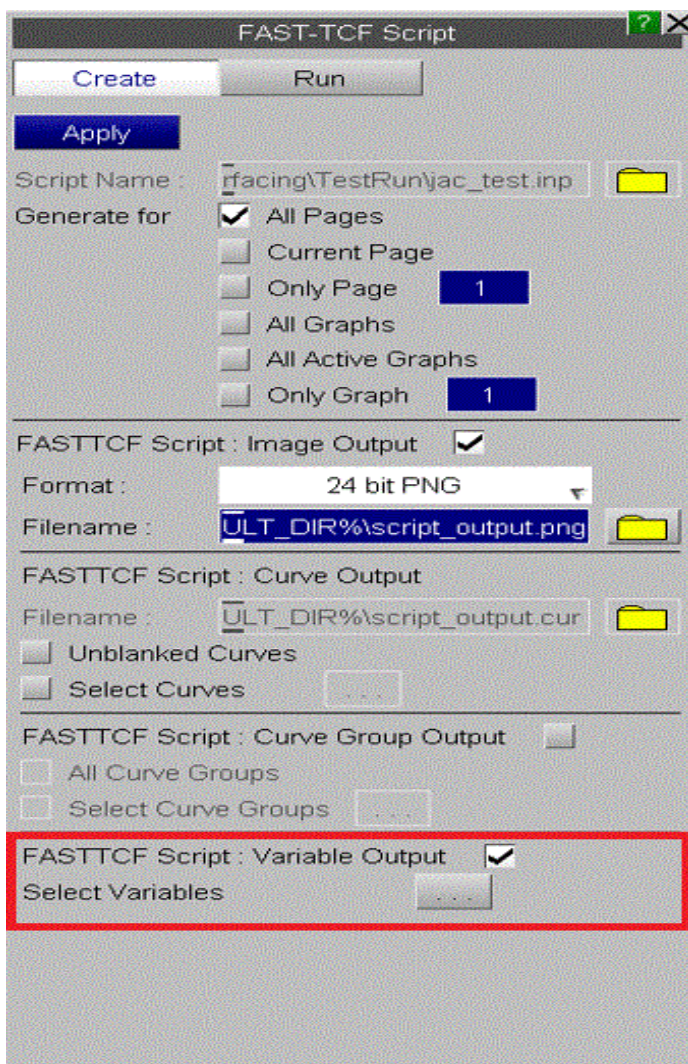 FAST-TCF Script ? X
Create Run
Apply
Script Name : rfacing\TestRun\jac_test.inp
Generate for All Pages
Current Page
Only Page 1
All Graphs
All Active Graphs
Only Graph 1
FASTTCF Script : Image Output
Format : 24 bit PNG
Filename : ULT_DIR%\script_output.png
FASTTCF Script : Curve Output
Filename : ULT_DIR%\script_output.cur
Unblanked Curves
Select Curves ...
FASTTCF Script : Curve Group Output
All Curve Groups
Select Curve Groups ...
FASTTCF Script : Variable Output
Select Variables ...